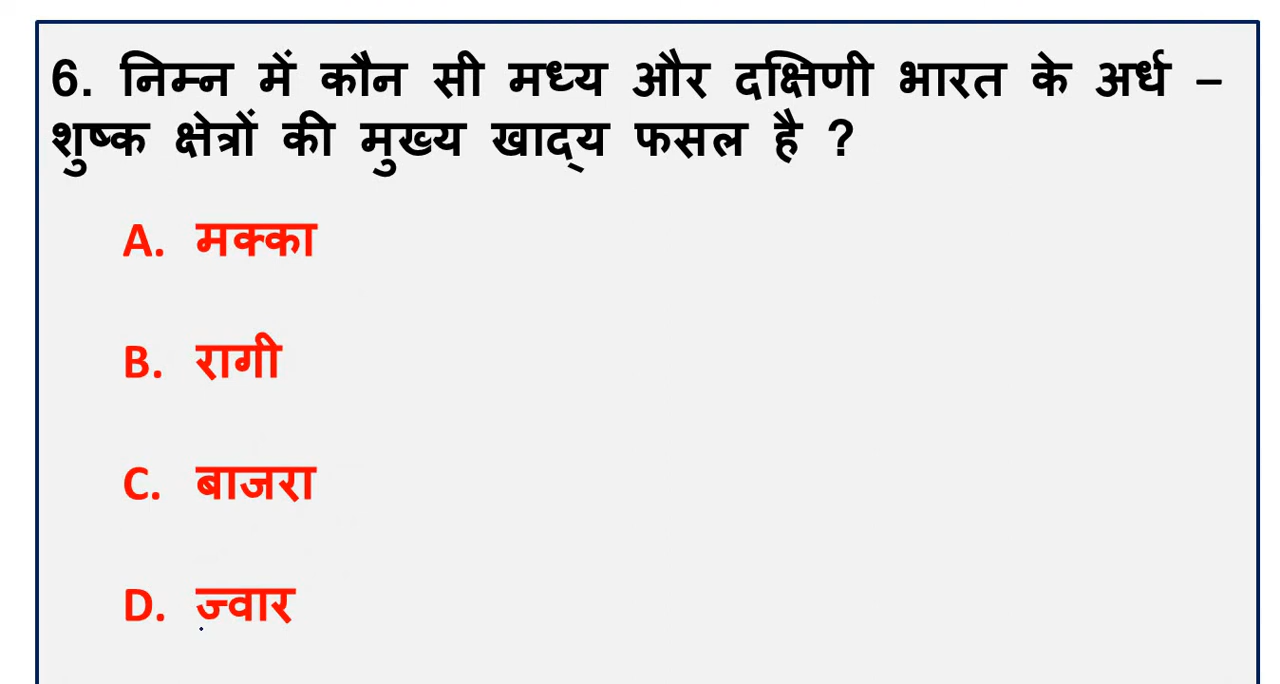 6. निम्न में कौन सी मध्य और दक्षिणी भारत के अर्ध –
शुष्क क्षेत्रों की मुख्य खाद्य फसल है ?
A. मक्का
B. रागी
C. बाजरा
D. ज्वार